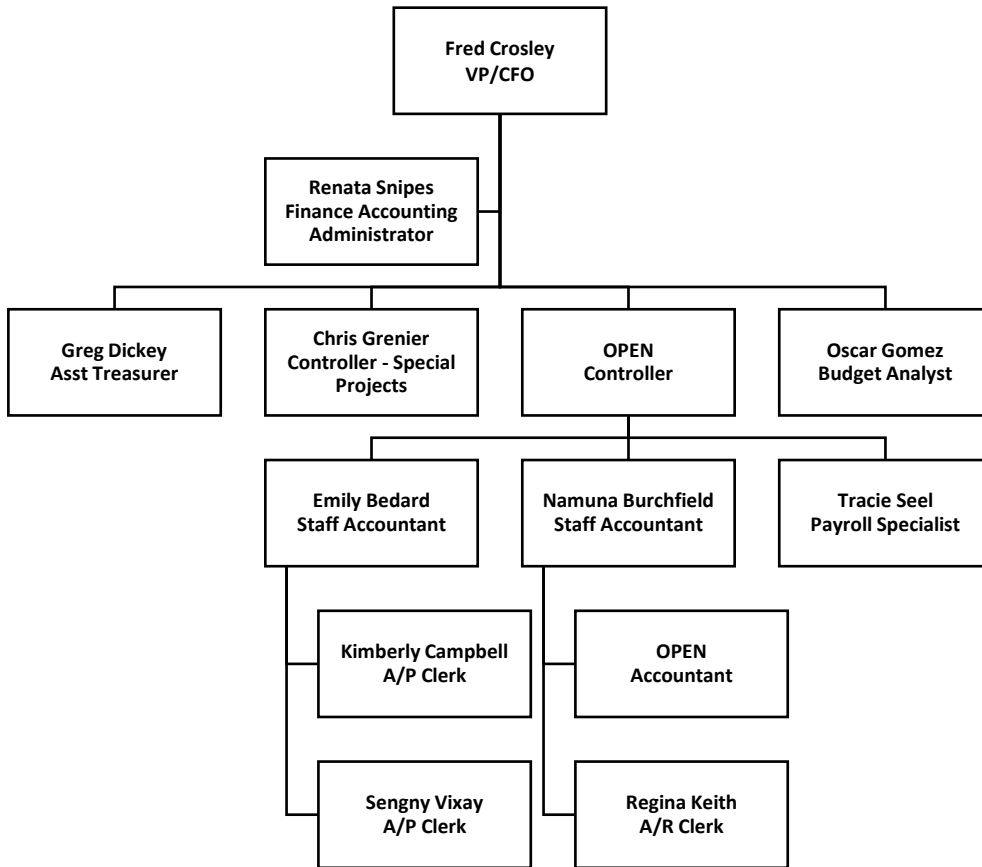 Fred Crosley
VP/CFO
Renata Snipes
Finance Accounting
Administrator
Greg Dickey
Asst Treasurer
Chris Grenier
Controller - Special
Projects
OPEN
Controller
Oscar Gomez
Budget Analyst
Emily Bedard
Staff Accountant
Namuna Burchfield
Staff Accountant
Tracie Seel
Payroll Specialist
Kimberly Campbell
A/P Clerk
OPEN
Accountant
Sengny Vixay
A/P Clerk
Regina Keith
A/R Clerk